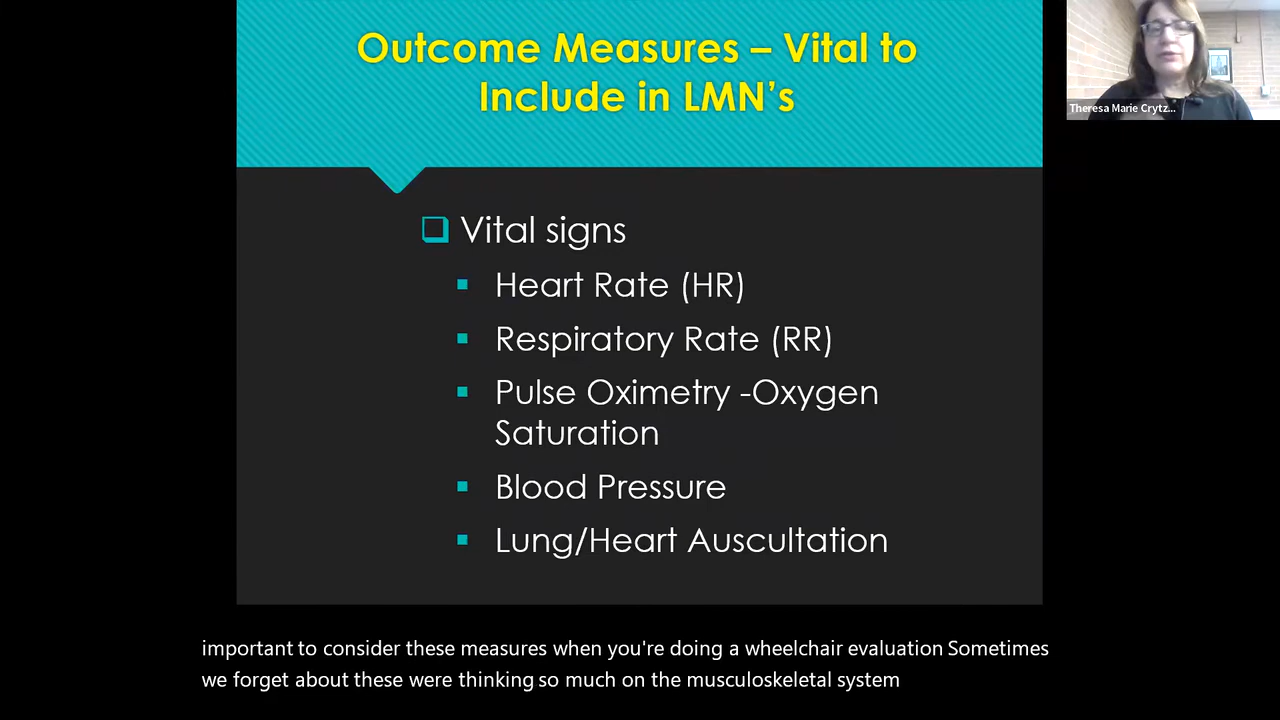 Outcome Measures – Vital to
Include in LMN’s
Theresa Marie Crytz...
Vital signs
Heart Rate (HR)
Respiratory Rate (RR)
Pulse Oximetry -Oxygen
Saturation
Blood Pressure
Lung/Heart Auscultation
important to consider these measures when you're doing a wheelchair evaluation Sometimes
we forget about these were thinking so much on the musculoskeletal system